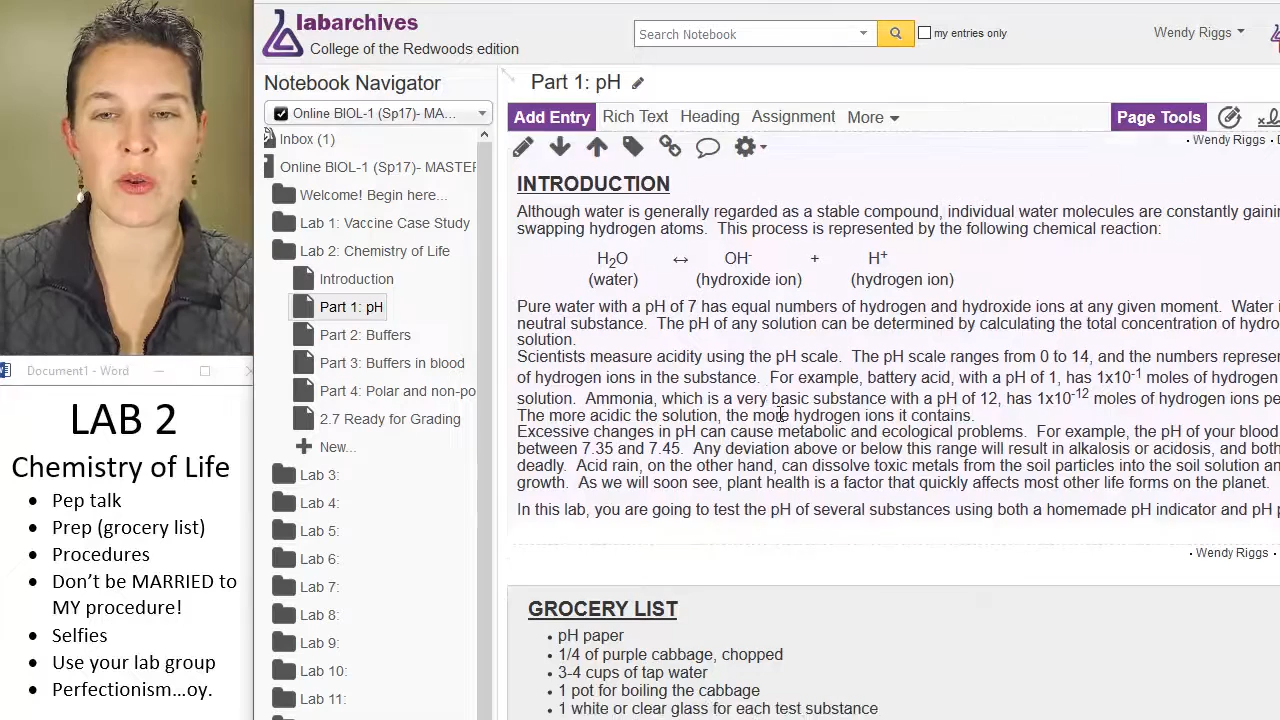 labarchives
College of the Redwoods edition
Search Notebook
my entries only
Wendy Riggs
Notebook Navigator
Online BIOL-1 (Sp17)- MA...
Inbox (1)
Online BIOL-1 (Sp17)- MASTER
Welcome! Begin here...
Lab 1: Vaccine Case Study
Lab 2: Chemistry of Life
Introduction
Part 1: pH
Part 2: Buffers
Part 3: Buffers in blood
Part 4: Polar and non-po
2.7 Ready for Grading
New...
Lab 3:
Lab 4:
Lab 5:
Lab 6:
Lab 7:
Lab 8:
Lab 9:
Lab 10:
Lab 11:
Part 1: pH
Add Entry Rich Text Heading Assignment More Page Tools
Wendy Riggs
INTRODUCTION
Although water is generally regarded as a stable compound, individual water molecules are constantly gaini
swapping hydrogen atoms. This process is represented by the following chemical reaction:
H₂O ↔ OH⁻ + H⁺
(water) (hydroxide ion) (hydrogen ion)
Pure water with a pH of 7 has equal numbers of hydrogen and hydroxide ions at any given moment. Water i
neutral substance. The pH of any solution can be determined by calculating the total concentration of hydro
solution.
Scientists measure acidity using the pH scale. The pH scale ranges from 0 to 14, and the numbers represen
of hydrogen ions in the substance. For example, battery acid, with a pH of 1, has 1x10⁻¹ moles of hydrogen
solution. Ammonia, which is a very basic substance with a pH of 12, has 1x10⁻¹² moles of hydrogen ions pe
The more acidic the solution, the more hydrogen ions it contains.
Excessive changes in pH can cause metabolic and ecological problems. For example, the pH of your blood
between 7.35 and 7.45. Any deviation above or below this range will result in alkalosis or acidosis, and both
deadly. Acid rain, on the other hand, can dissolve toxic metals from the soil particles into the soil solution an
growth. As we will soon see, plant health is a factor that quickly affects most other life forms on the planet.
In this lab, you are going to test the pH of several substances using both a homemade pH indicator and pH p
Wendy Riggs
GROCERY LIST
• pH paper
• 1/4 of purple cabbage, chopped
• 3-4 cups of tap water
• 1 pot for boiling the cabbage
• 1 white or clear glass for each test substance
Document1 - Word
LAB 2
Chemistry of Life
• Pep talk
• Prep (grocery list)
• Procedures
• Don't be MARRIED to
MY procedure!
• Selfies
• Use your lab group
• Perfectionism…oy.